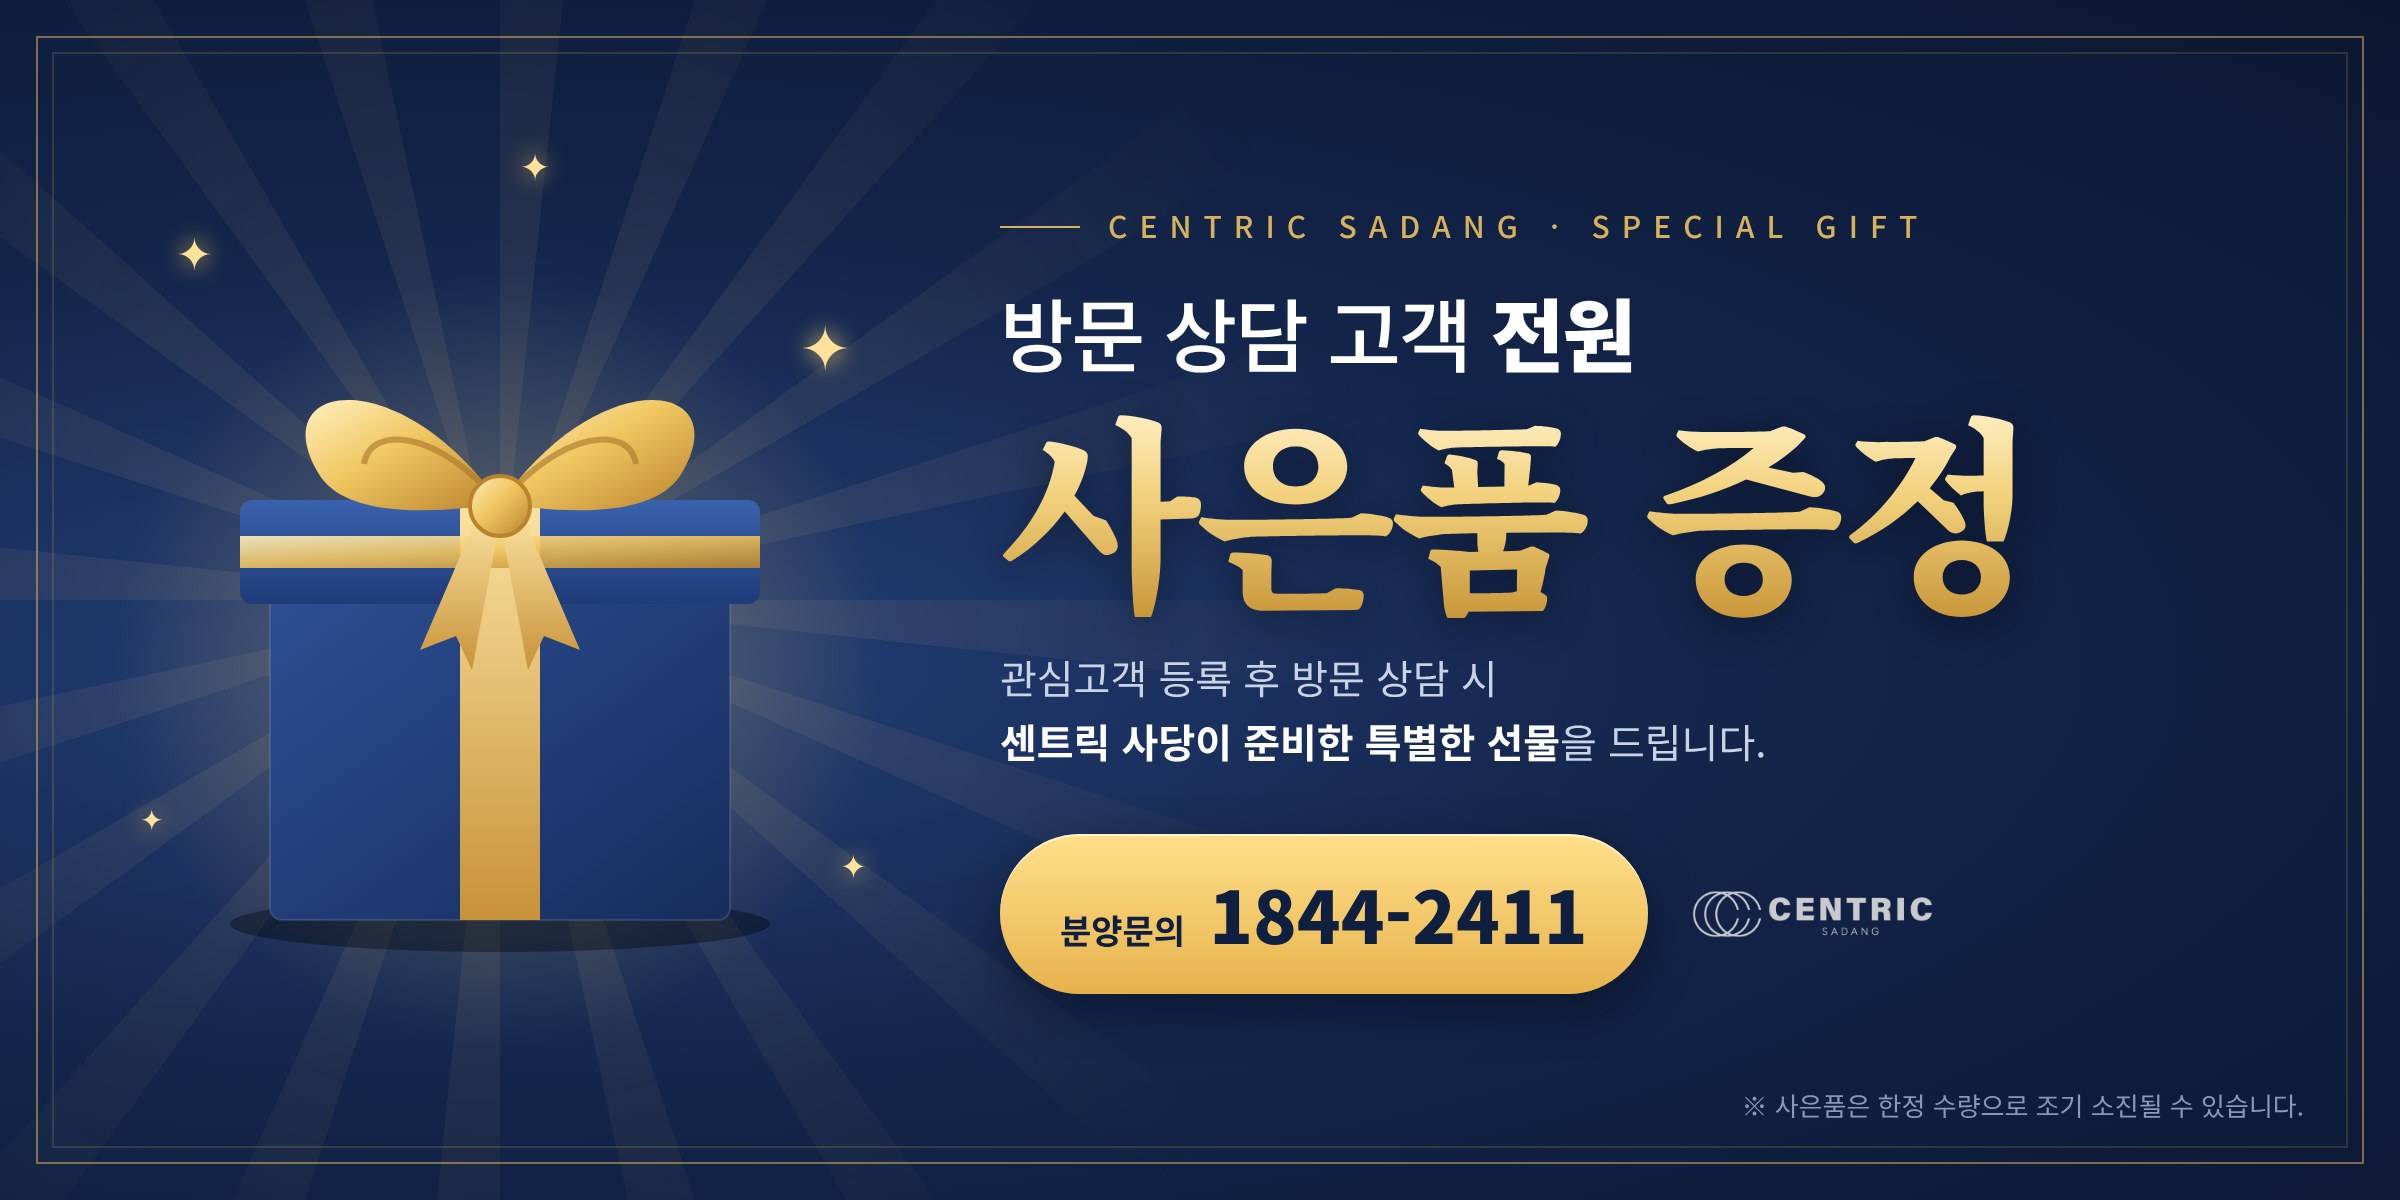 CENTRIC SADANG · SPECIAL GIFT
방문 상담 고객 전원
사은품 증정
관심고객 등록 후 방문 상담 시
센트릭 사당이 준비한 특별한 선물을 드립니다.
분양문의 1844-2411
CENTRIC
SADANG
※ 사은품은 한정 수량으로 조기 소진될 수 있습니다.